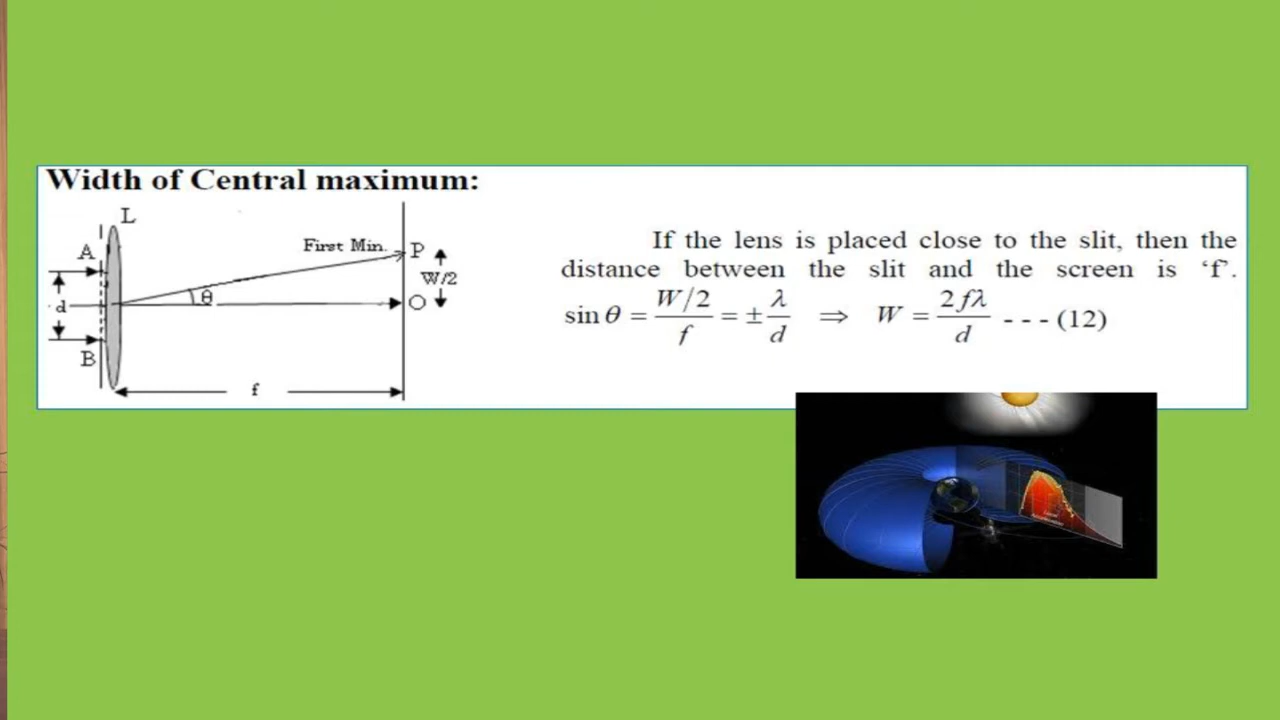 Width of Central maximum:
L
A
First Min.
P
W/2
θ
O
d
B
f
If the lens is placed close to the slit, then the
distance between the slit and the screen is ‘f’.
sin θ = (W/2)/f = ± λ/d ⇒ W = 2fλ/d - - - (12)